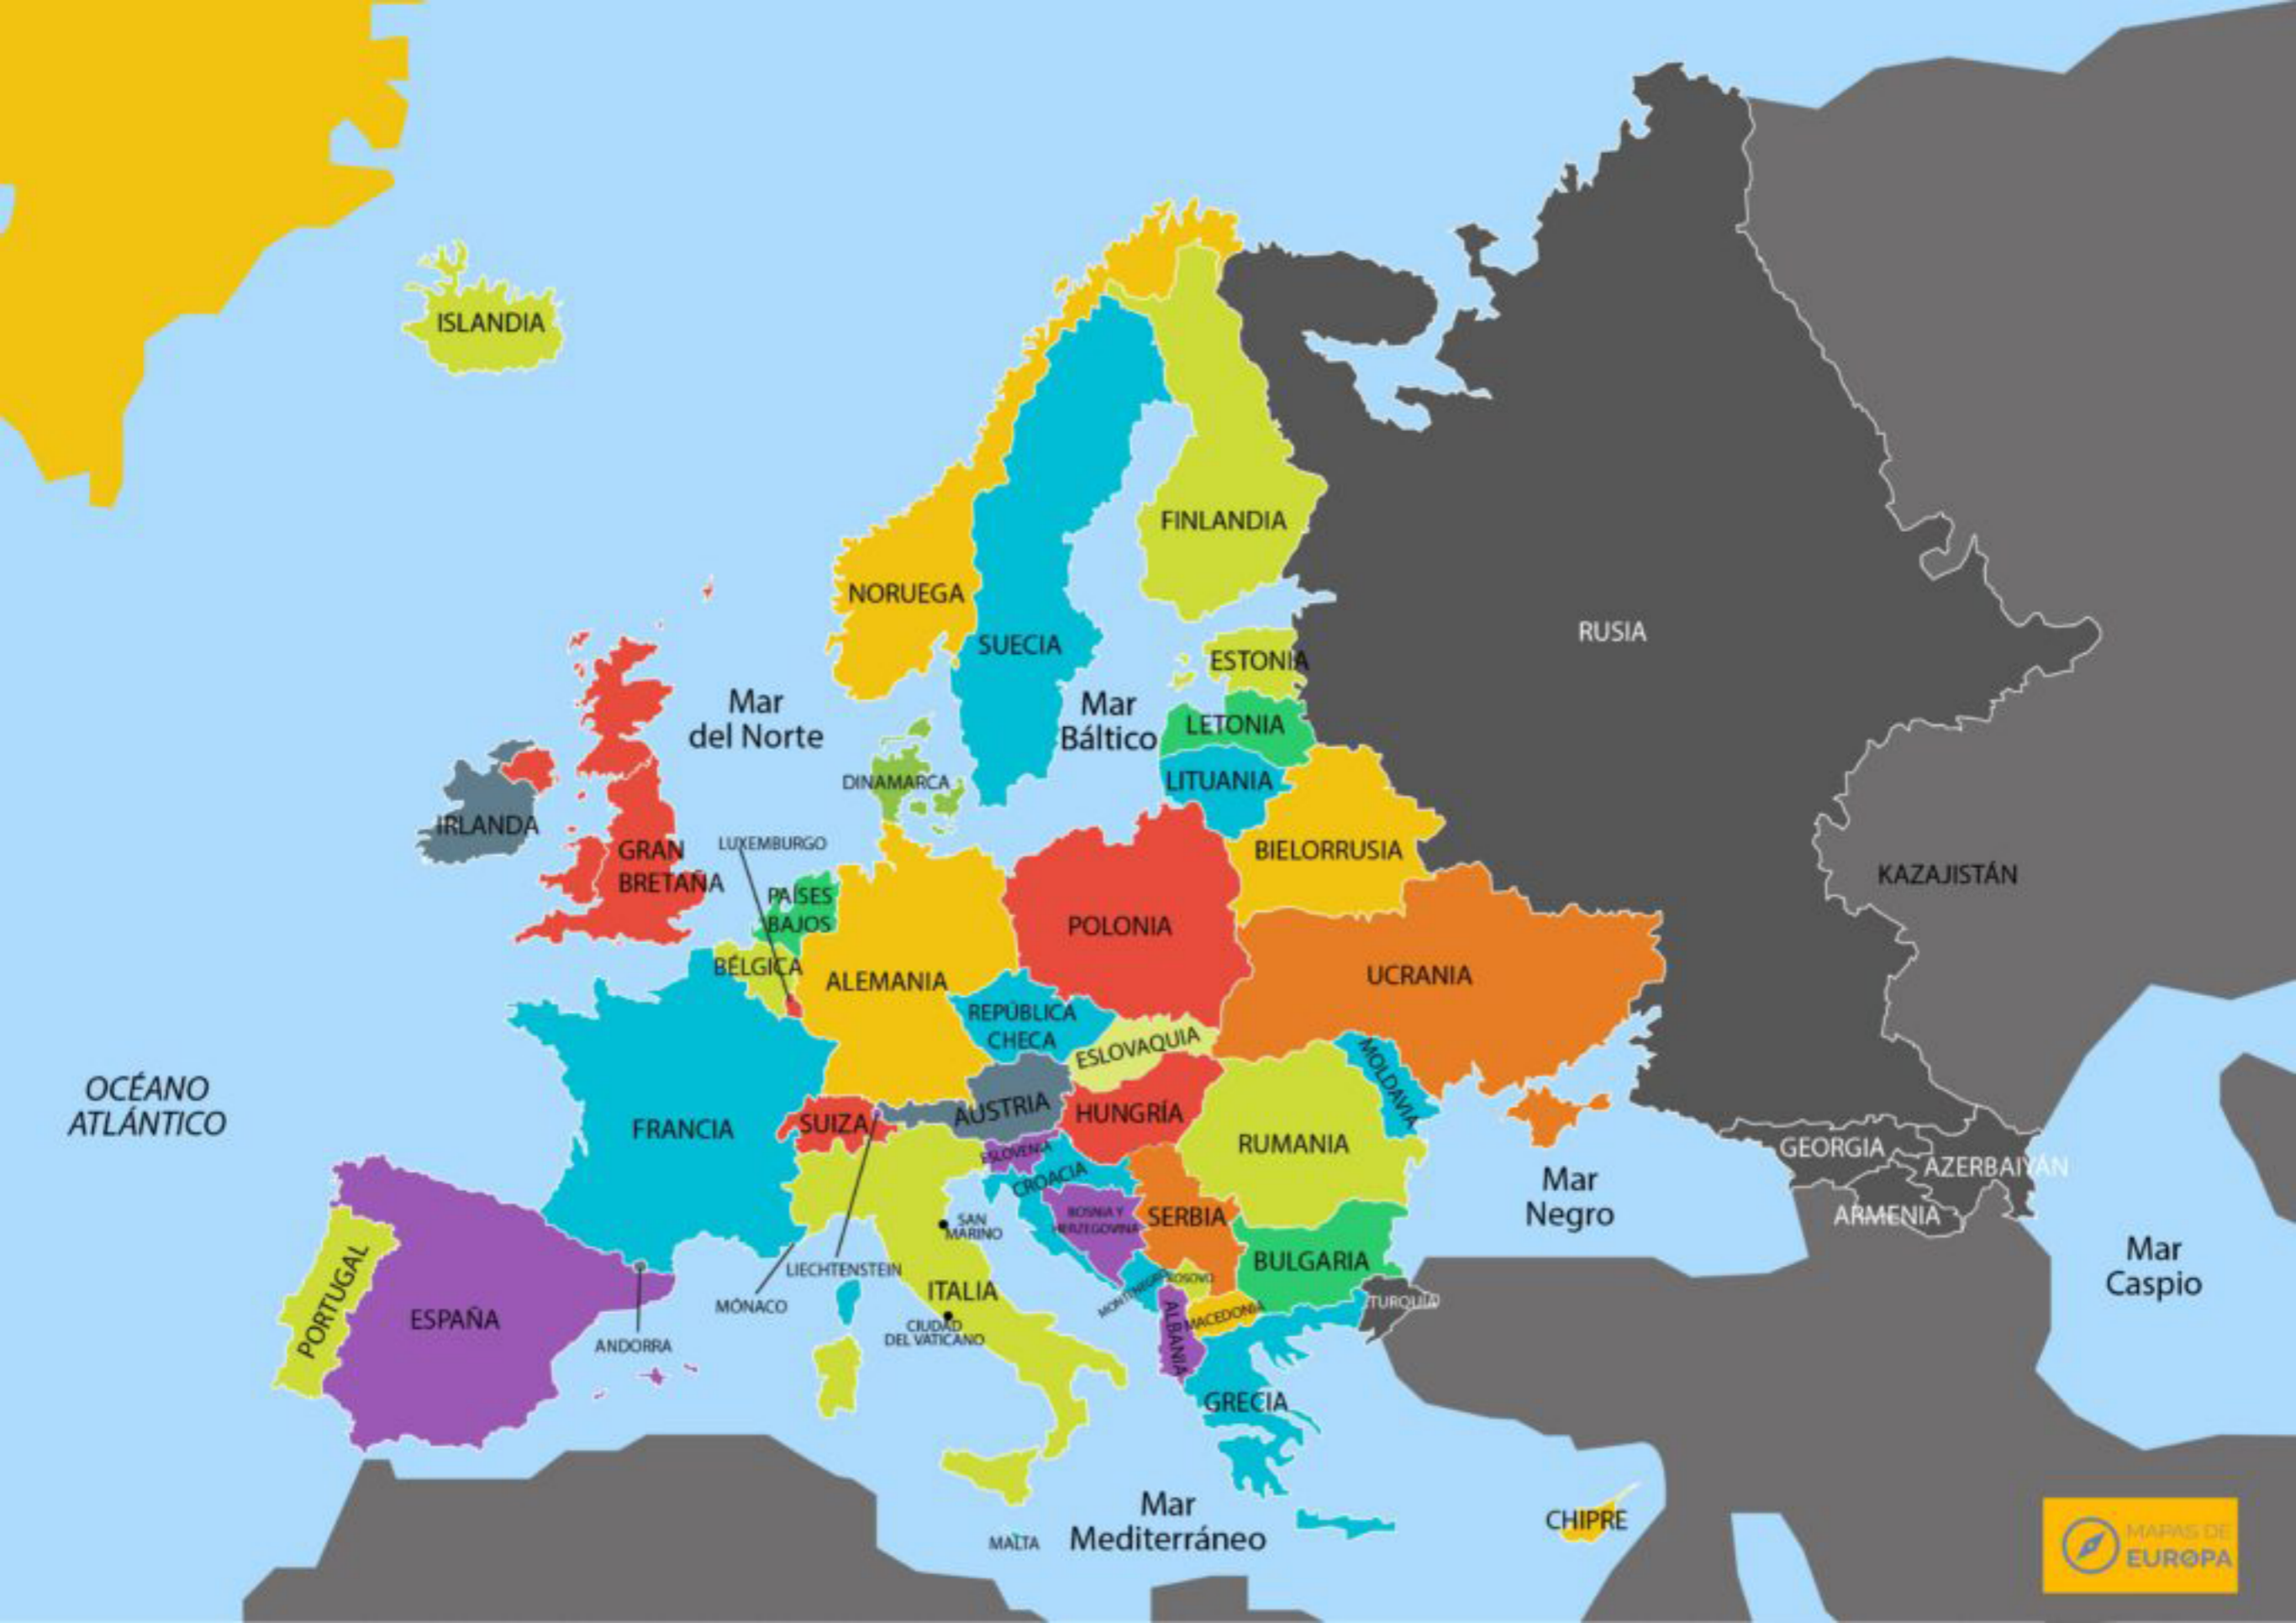 ISLANDIA
FINLANDIA
NORUEGA
RUSIA
SUECIA
ESTONIA
Mar
del Norte
Mar
Báltico
LETONIA
DINAMARCA
LITUANIA
IRLANDA
GRAN
BRETAÑA
LUXEMBURGO
BIELORRUSIA
KAZAJISTÁN
PAÍSES
BAJOS
POLONIA
BÉLGICA
ALEMANIA
UCRANIA
REPÚBLICA
CHECA
ESLOVAQUIA
MOLDAVIA
OCÉANO
ATLÁNTICO
FRANCIA
SUIZA
AUSTRIA
HUNGRÍA
RUMANIA
GEORGIA
AZERBAIYÁN
ARMENIA
ESLOVENIA
CROACIA
Mar
Negro
BOSNIA Y
HERZEGOVINA
SERBIA
SAN
MARINO
BULGARIA
Mar
Caspio
LIECHTENSTEIN
MÓNACO
ITALIA
MONTENEGRO
KOSOVO
TURQUÍA
PORTUGAL
ESPAÑA
ANDORRA
CIUDAD
DEL VATICANO
ALBANIA
MACEDONIA
GRECIA
MALTA
Mar
Mediterráneo
CHIPRE
MAPAS DE
EUROPA